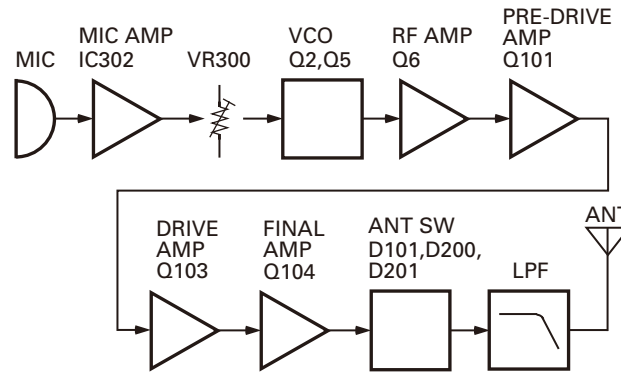 MIC
MIC AMP
IC302
VR300
VCO
Q2,Q5
RF AMP
Q6
PRE-DRIVE
AMP
Q101
DRIVE
AMP
Q103
FINAL
AMP
Q104
ANT SW
D101,D200,
D201
LPF
ANT